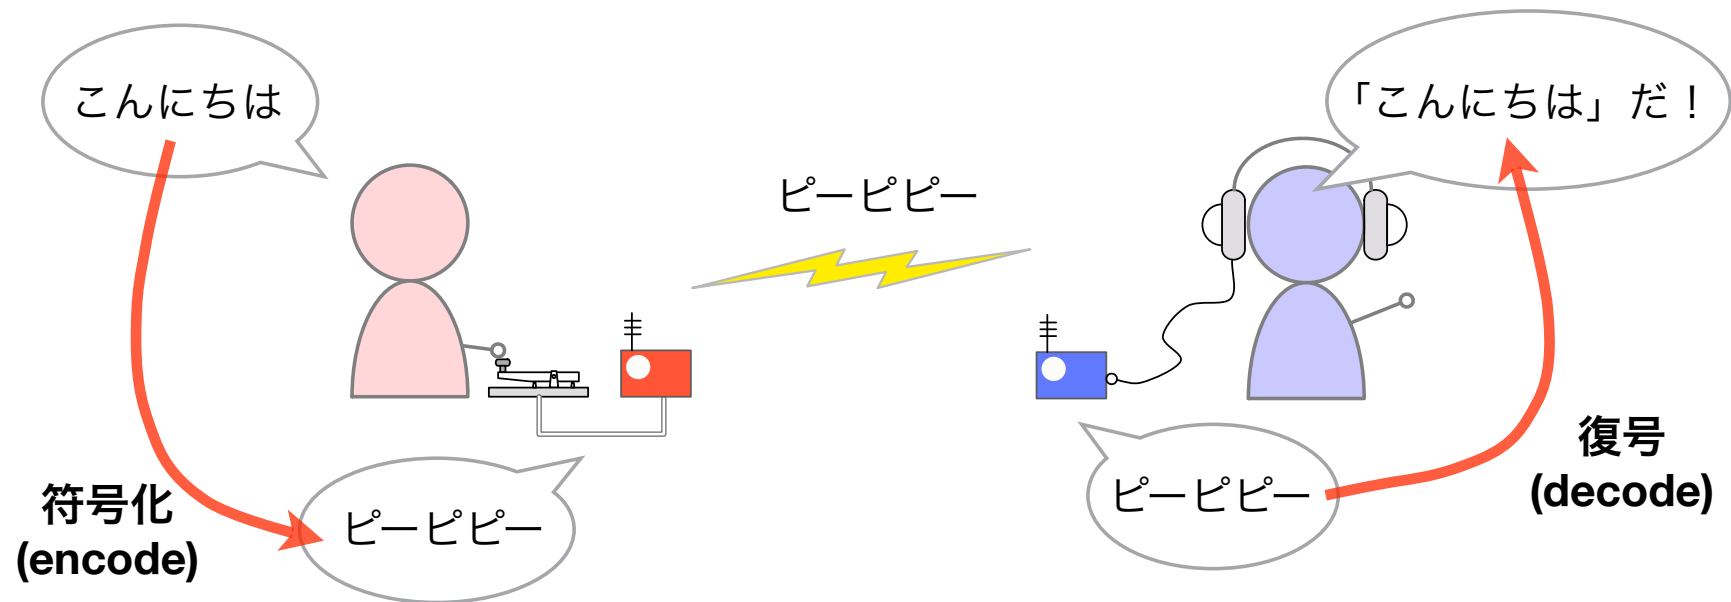 こんにちは
「こんにちは」だ！
ピーピピー
符号化
(encode)
ピーピピー
ピーピピー
復号
(decode)